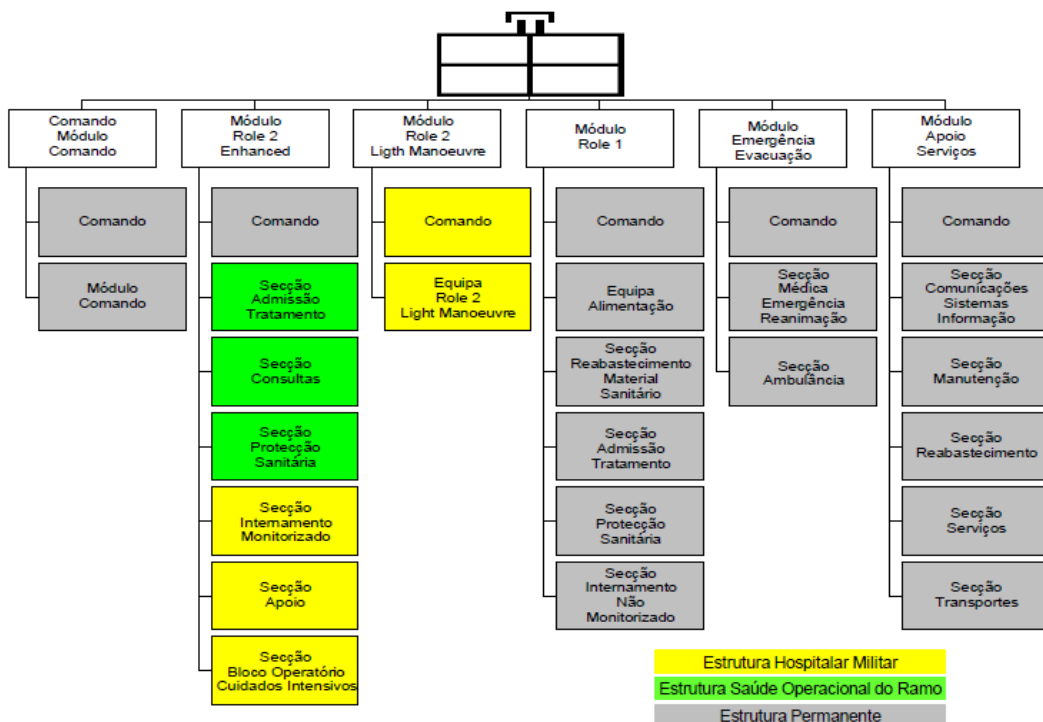 Comando
Módulo
Comando
Módulo
Role 2
Enhanced
Módulo
Role 2
Ligth Manoeuvre
Módulo
Role 1
Módulo
Emergência
Evacuação
Módulo
Apoio
Serviços
Comando
Módulo
Comando
Comando
Secção
Admissão
Tratamento
Secção
Consultas
Secção
Protecção
Sanitária
Secção
Internamento
Monitorizado
Secção
Apoio
Secção
Bloco Operatório
Cuidados Intensivos
Comando
Equipa
Role 2
Light Manoeuvre
Comando
Equipa
Alimentação
Secção
Reabastecimento
Material
Sanitário
Secção
Admissão
Tratamento
Secção
Protecção
Sanitária
Secção
Internamento
Não
Monitorizado
Comando
Secção
Médica
Emergência
Reanimação
Secção
Ambulância
Comando
Secção
Comunicações
Sistemas
Informação
Secção
Manutenção
Secção
Reabastecimento
Secção
Serviços
Secção
Transportes
Estrutura Hospitalar Militar
Estrutura Saúde Operacional do Ramo
Estrutura Permanente